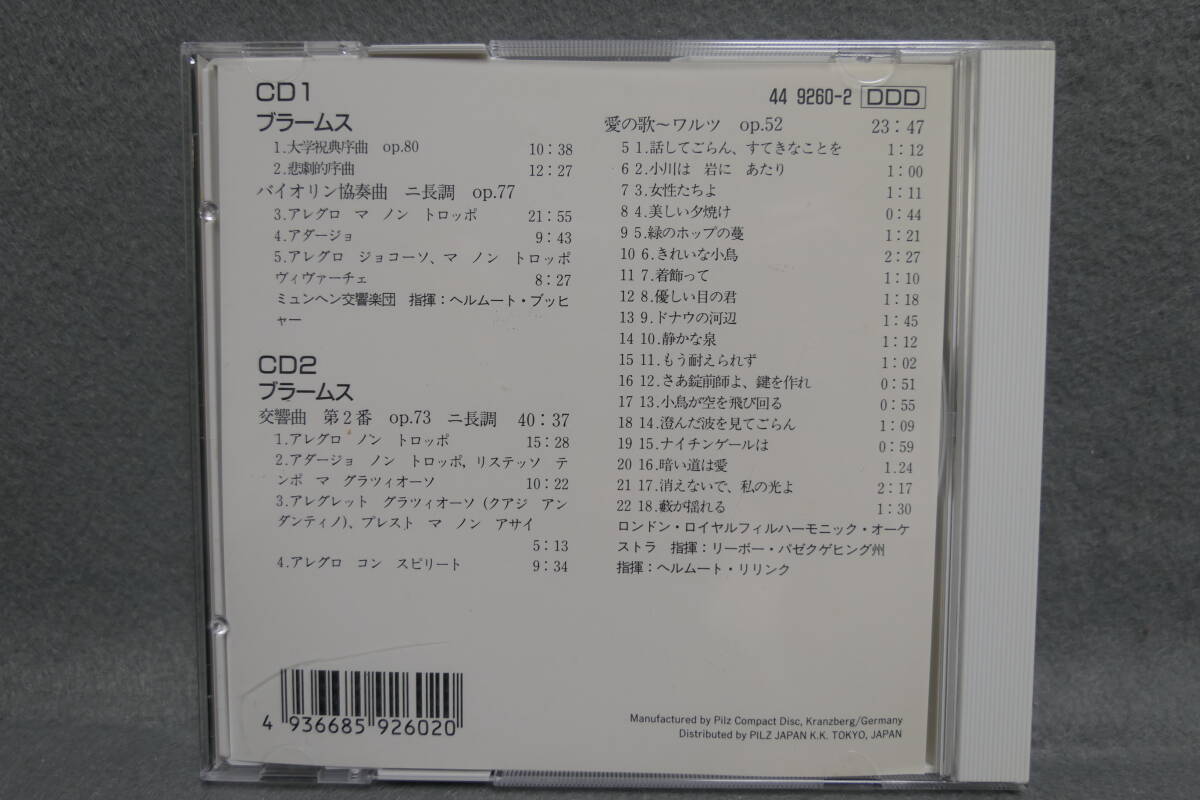 CD1
ブラームス
1.大学祝典序曲 op.80 10:38
2.悲劇的序曲 12:27
バイオリン協奏曲 ニ長調 op.77
3.アレグロ マ ノン トロッポ 21:55
4.アダージョ 9:43
5.アレグロ ジョコーソ、マ ノン トロッポ
ヴィヴァーチェ 8:27
ミュンヘン交響楽団 指揮:ヘルムート・ブッヒ
ャー
CD2
ブラームス
交響曲 第2番 op.73 ニ長調 40:37
1.アレグロ ノン トロッポ 15:28
2.アダージョ ノン トロッポ,リステッソ テ
ンポ マ グラツィオーソ 10:22
3.アレグレット グラツィオーソ(クアジ アン
ダンティノ)、プレスト マ ノン アサイ
5:13
4.アレグロ コン スピリート 9:34
44 9260-2 DDD
愛の歌〜ワルツ op.52 23:47
5 1.話してごらん、すてきなことを 1:12
6 2.小川は 岩に あたり 1:00
7 3.女性たちよ 1:11
8 4.美しい夕焼け 0:44
9 5.緑のホップの蔓 1:21
10 6.きれいな小鳥 2:27
11 7.着飾って 1:10
12 8.優しい目の君 1:18
13 9.ドナウの河辺 1:45
14 10.静かな泉 1:12
15 11.もう耐えられず 1:02
16 12.さあ錠前師よ、鍵を作れ 0:51
17 13.小鳥が空を飛び回る 0:55
18 14.澄んだ波を見てごらん 1:09
19 15.ナイチンゲールは 0:59
20 16.暗い道は愛 1.24
21 17.消えないで、私の光よ 2:17
22 18.藪が揺れる 1:30
ロンドン・ロイヤルフィルハーモニック・オーケ
ストラ 指揮:リーボー・パゼクゲヒング州
指揮:ヘルムート・リリンク
4 936685 926020
Manufactured by Pilz Compact Disc, Kranzberg/Germany
Distributed by PILZ JAPAN K.K. TOKYO, JAPAN